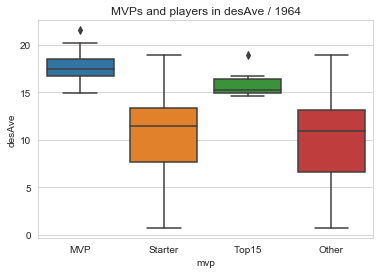 MVPs and players in desAve / 1964
20
15
10
5
0
desAve
MVP Starter Top15 Other
mvp